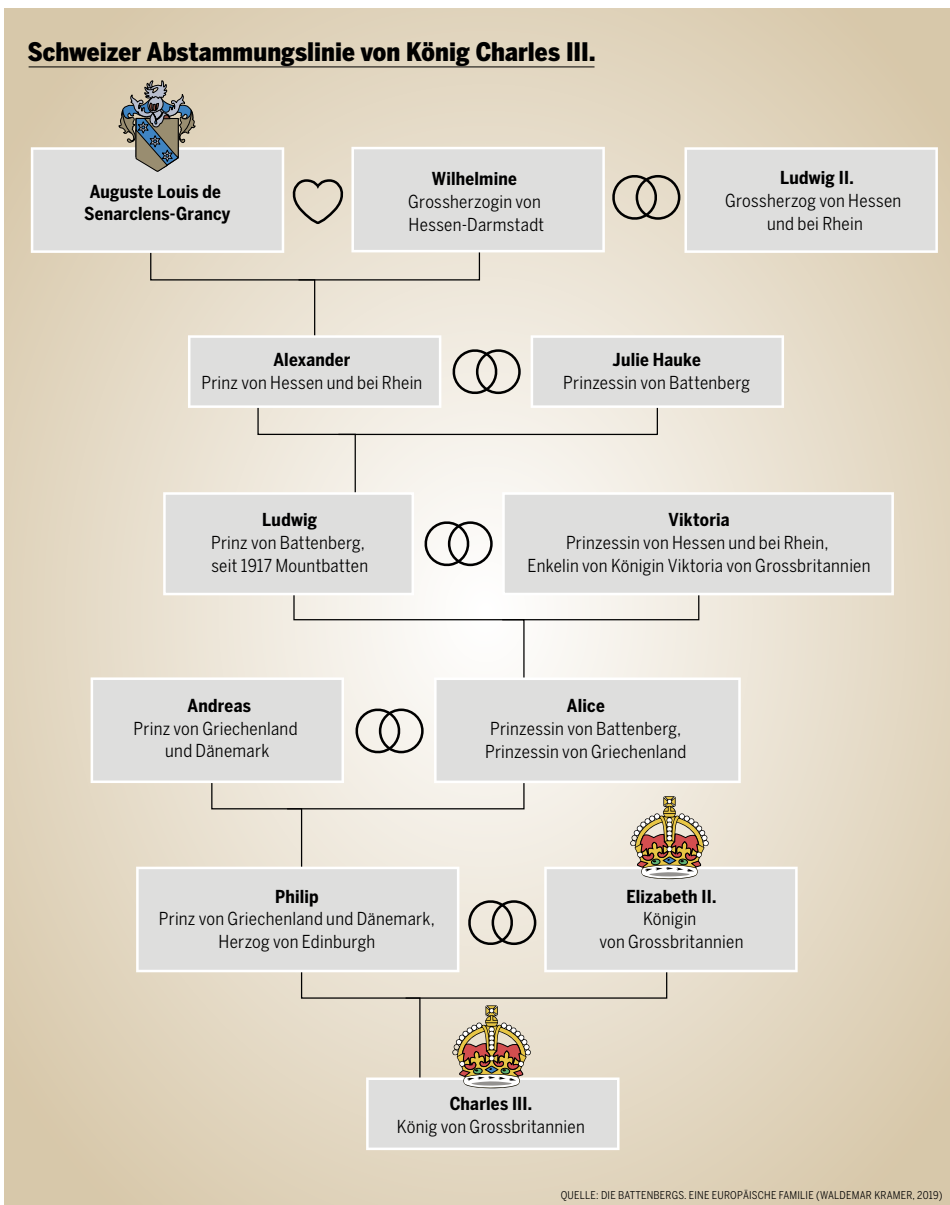 Schweizer Abstammungslinie von König Charles III.
Auguste Louis de
Senarclens-Grancy
Wilhelmine
Grossherzogin von
Hessen-Darmstadt
Ludwig II.
Grossherzog von Hessen
und bei Rhein
Alexander
Prinz von Hessen und bei Rhein
Julie Hauke
Prinzessin von Battenberg
Ludwig
Prinz von Battenberg,
seit 1917 Mountbatten
Viktoria
Prinzessin von Hessen und bei Rhein,
Enkelin von Königin Viktoria von Grossbritannien
Andreas
Prinz von Griechenland
und Dänemark
Alice
Prinzessin von Battenberg,
Prinzessin von Griechenland
Philip
Prinz von Griechenland und Dänemark,
Herzog von Edinburgh
Elizabeth II.
Königin
von Grossbritannien
Charles III.
König von Grossbritannien
QUELLE: DIE BATTENBERGS. EINE EUROPÄISCHE FAMILIE (WALDEMAR KRAMER, 2019)